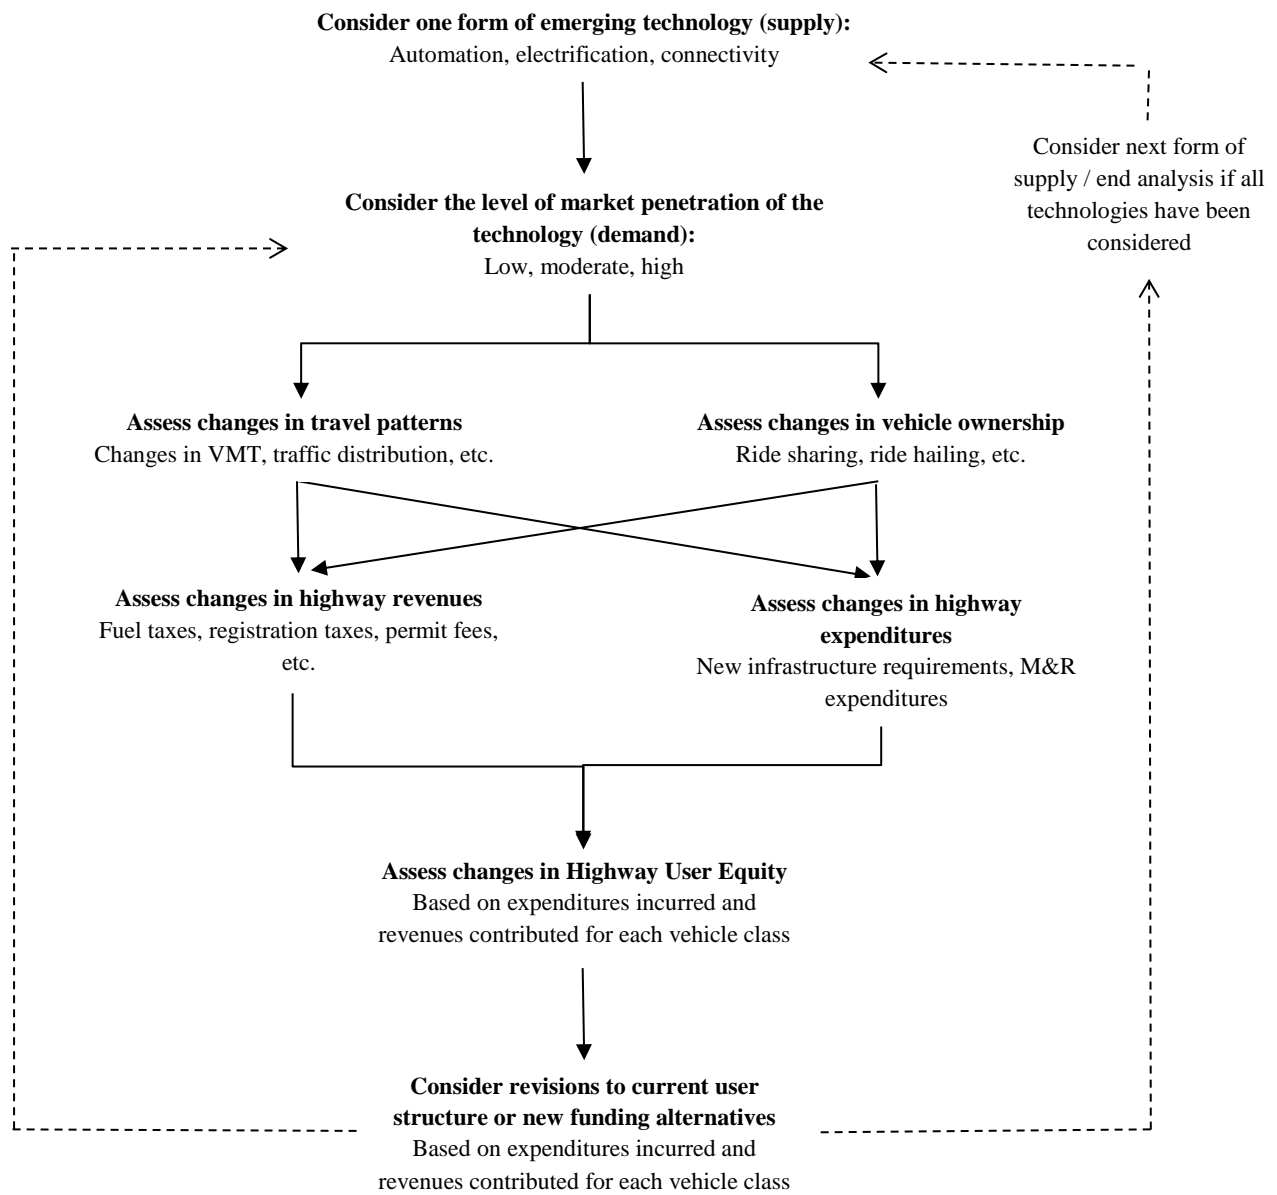 Consider one form of emerging technology (supply):
Automation, electrification, connectivity
Consider next form of
supply / end analysis if all
technologies have been
considered
Consider the level of market penetration of the
technology (demand):
Low, moderate, high
Assess changes in travel patterns
Changes in VMT, traffic distribution, etc.
Assess changes in vehicle ownership
Ride sharing, ride hailing, etc.
Assess changes in highway revenues
Fuel taxes, registration taxes, permit fees,
etc.
Assess changes in highway
expenditures
New infrastructure requirements, M&R
expenditures
Assess changes in Highway User Equity
Based on expenditures incurred and
revenues contributed for each vehicle class
Consider revisions to current user
structure or new funding alternatives
Based on expenditures incurred and
revenues contributed for each vehicle class